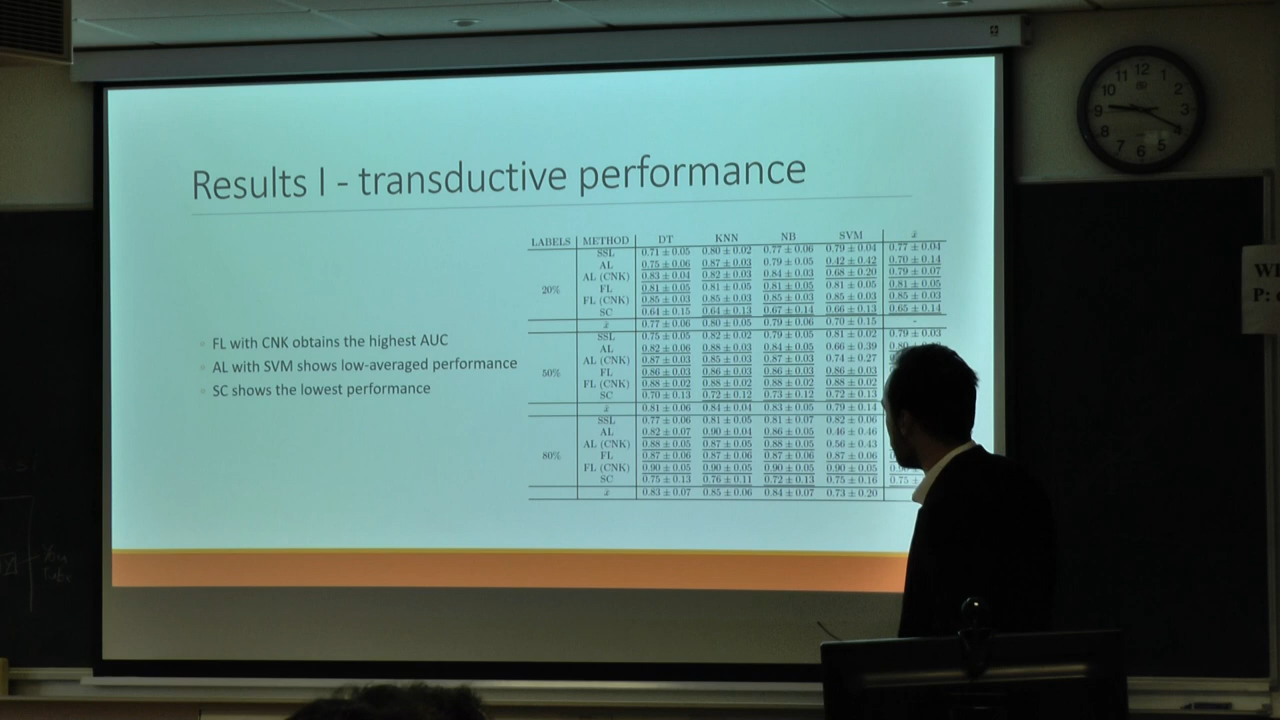 Results I - transductive performance
FL with CNK obtains the highest AUC
AL with SVM shows low-averaged performance
SC shows the lowest performance
LABELS METHOD DT KNN NB SVM x̄
20%
SSL 0.71 ± 0.05 0.80 ± 0.02 0.77 ± 0.06 0.79 ± 0.04 0.77 ± 0.04
AL 0.75 ± 0.06 0.87 ± 0.03 0.79 ± 0.05 0.42 ± 0.42 0.70 ± 0.14
AL (CNK) 0.83 ± 0.04 0.82 ± 0.03 0.84 ± 0.03 0.68 ± 0.20 0.79 ± 0.07
FL 0.81 ± 0.05 0.81 ± 0.05 0.81 ± 0.05 0.81 ± 0.05 0.81 ± 0.05
FL (CNK) 0.85 ± 0.03 0.85 ± 0.03 0.85 ± 0.03 0.85 ± 0.03 0.85 ± 0.03
SC 0.64 ± 0.15 0.64 ± 0.13 0.67 ± 0.14 0.66 ± 0.13 0.65 ± 0.14
x̄ 0.77 ± 0.06 0.80 ± 0.05 0.79 ± 0.06 0.70 ± 0.15 -
50%
SSL 0.75 ± 0.05 0.82 ± 0.02 0.79 ± 0.05 0.81 ± 0.02 0.79 ± 0.03
AL 0.82 ± 0.06 0.88 ± 0.03 0.84 ± 0.05 0.66 ± 0.39
AL (CNK) 0.87 ± 0.03 0.85 ± 0.03 0.87 ± 0.03 0.74 ± 0.27
FL 0.86 ± 0.03 0.86 ± 0.03 0.86 ± 0.03 0.86 ± 0.03
FL (CNK) 0.88 ± 0.02 0.88 ± 0.02 0.88 ± 0.02 0.88 ± 0.02
SC 0.70 ± 0.13 0.72 ± 0.12 0.73 ± 0.12 0.72 ± 0.13
x̄ 0.81 ± 0.06 0.84 ± 0.04 0.83 ± 0.05 0.79 ± 0.14
80%
SSL 0.77 ± 0.06 0.81 ± 0.05 0.81 ± 0.07 0.82 ± 0.06
AL 0.82 ± 0.07 0.90 ± 0.04 0.86 ± 0.05 0.46 ± 0.46
AL (CNK) 0.88 ± 0.05 0.87 ± 0.05 0.88 ± 0.05 0.56 ± 0.43
FL 0.87 ± 0.06 0.87 ± 0.06 0.87 ± 0.06 0.87 ± 0.06
FL (CNK) 0.90 ± 0.05 0.90 ± 0.05 0.90 ± 0.05 0.90 ± 0.05
SC 0.75 ± 0.13 0.76 ± 0.11 0.72 ± 0.13 0.75 ± 0.16 0.75
x̄ 0.83 ± 0.07 0.85 ± 0.06 0.84 ± 0.07 0.73 ± 0.20
12 1 2 3 4 5 6 7 8 9 10 11
P: